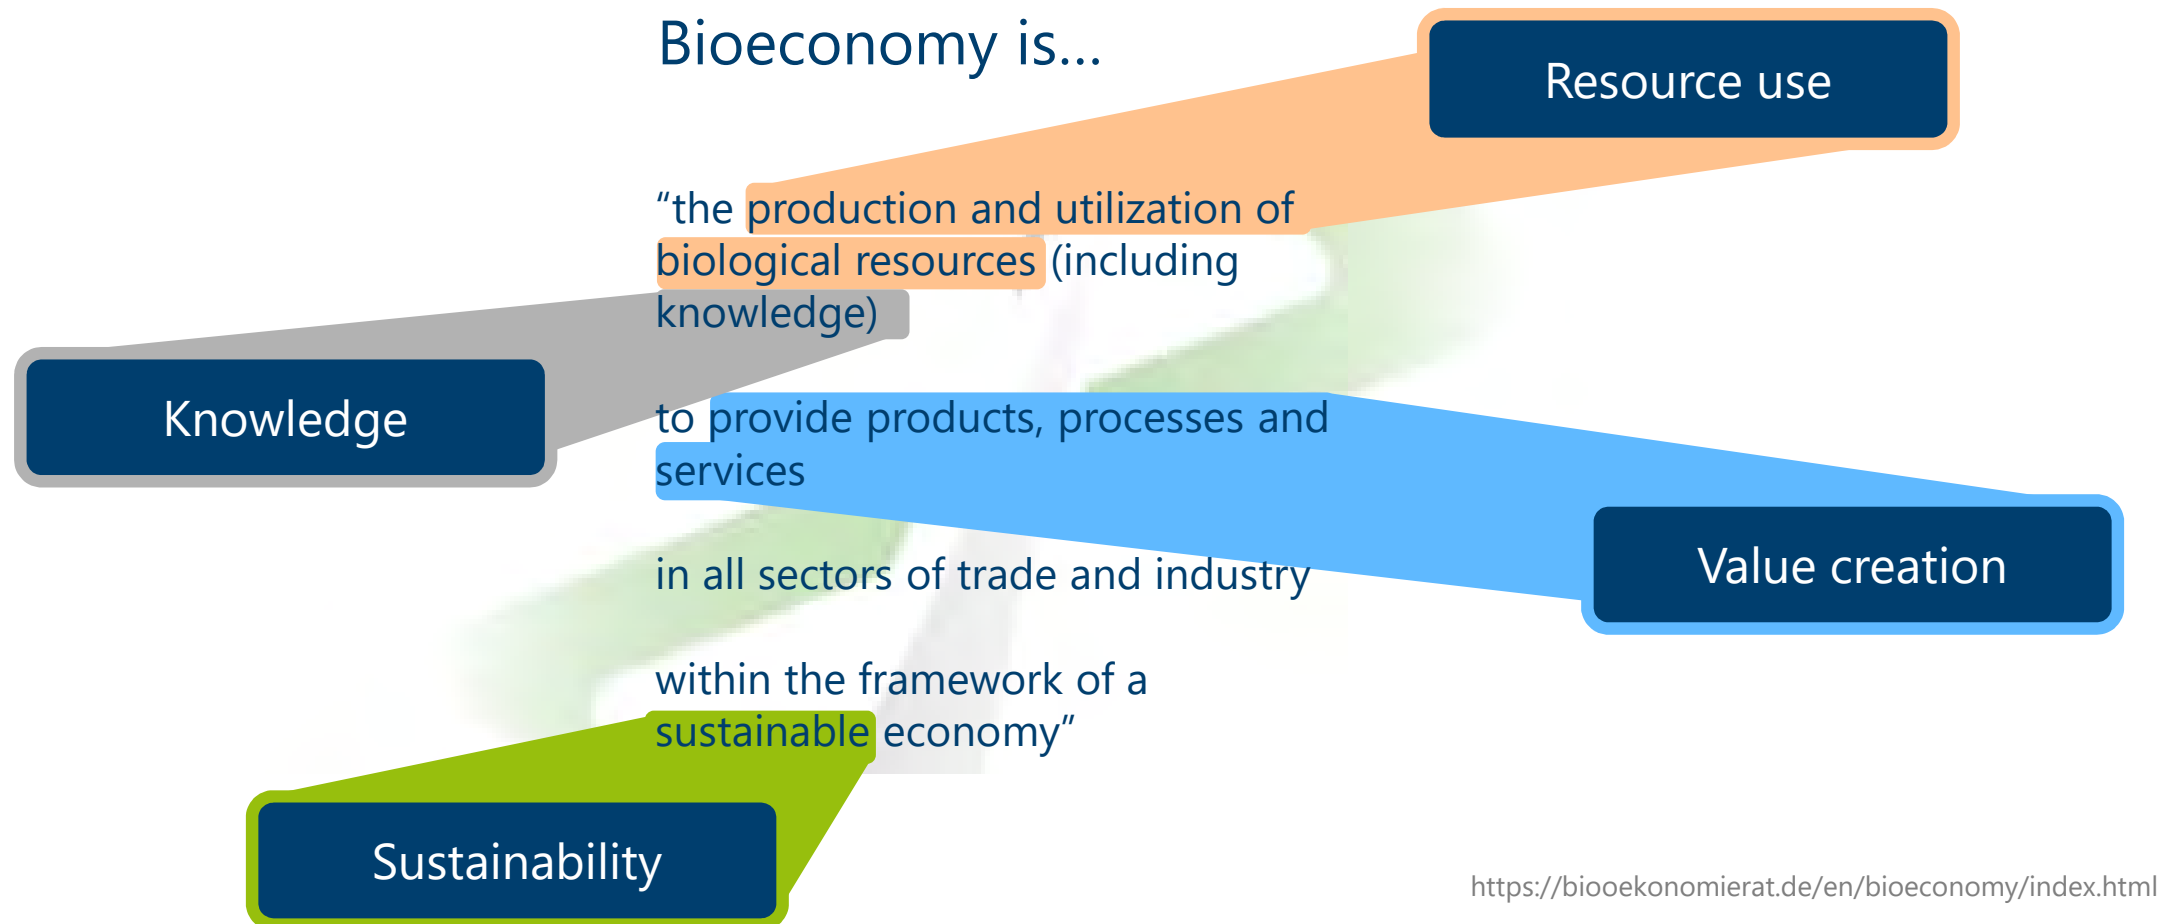 Bioeconomy is...
Resource use
“the production and utilization of
biological resources (including
knowledge)
Knowledge
to provide products, processes and
services
in all sectors of trade and industry
Value creation
within the framework of a
sustainable economy”
Sustainability
https://biooekonomierat.de/en/bioeconomy/index.html